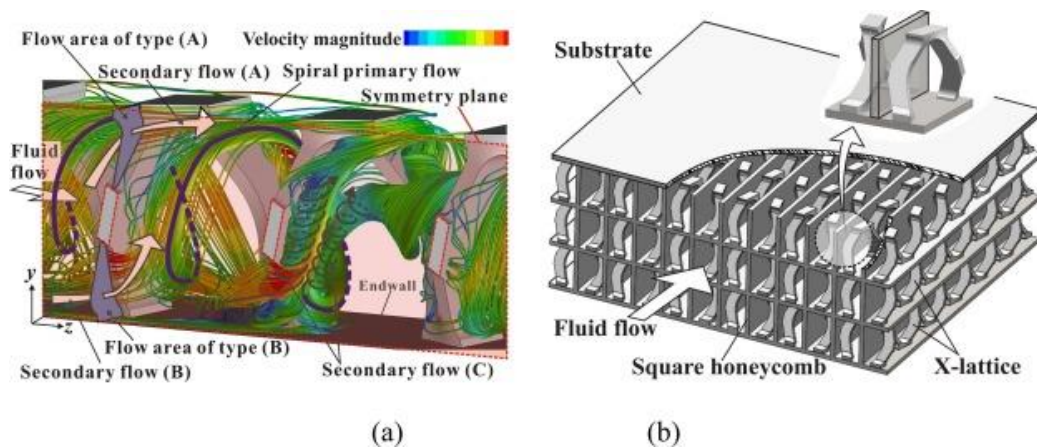 Flow area of type (A)
Velocity magnitude
Secondary flow (A)
Spiral primary flow
Symmetry plane
Fluid
flow
y
z
Endwall
Flow area of type (B)
Secondary flow (B)
Secondary flow (C)
(a)
Substrate
Fluid flow
Square honeycomb
X-lattice
(b)